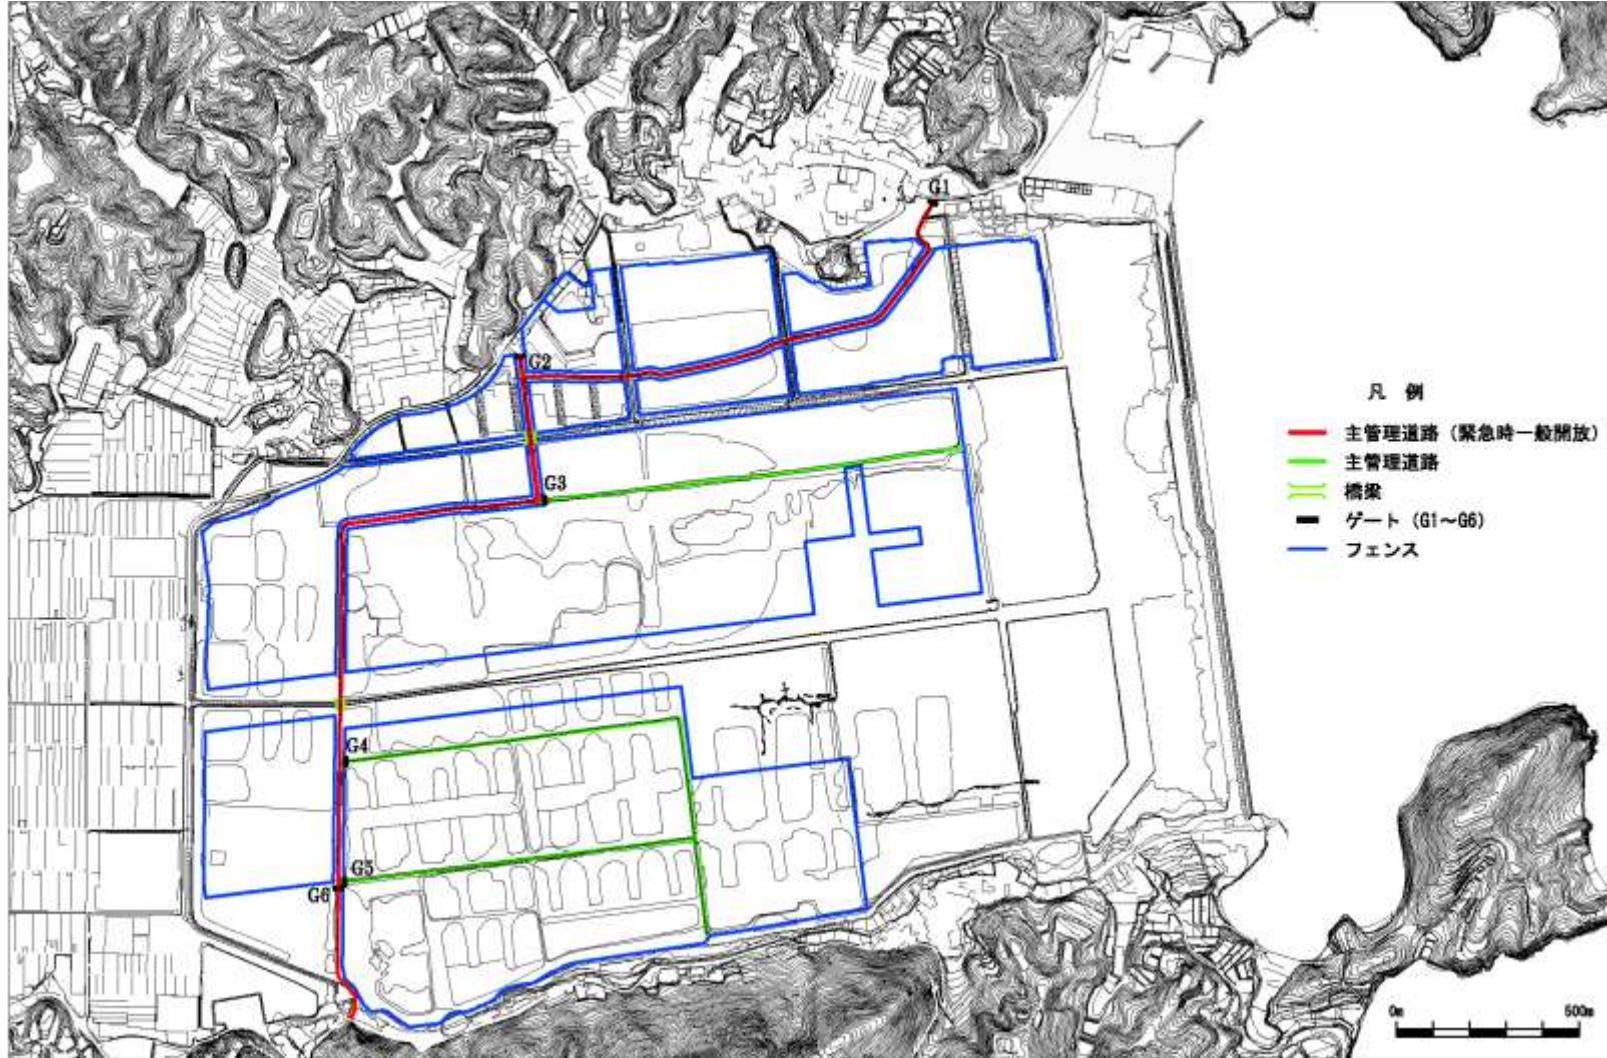 G1
G2
G3
G4
G5
G6
凡 例
主管理道路（緊急時一般開放）
主管理道路
橋梁
ゲート（G1～G6）
フェンス
0m 500m